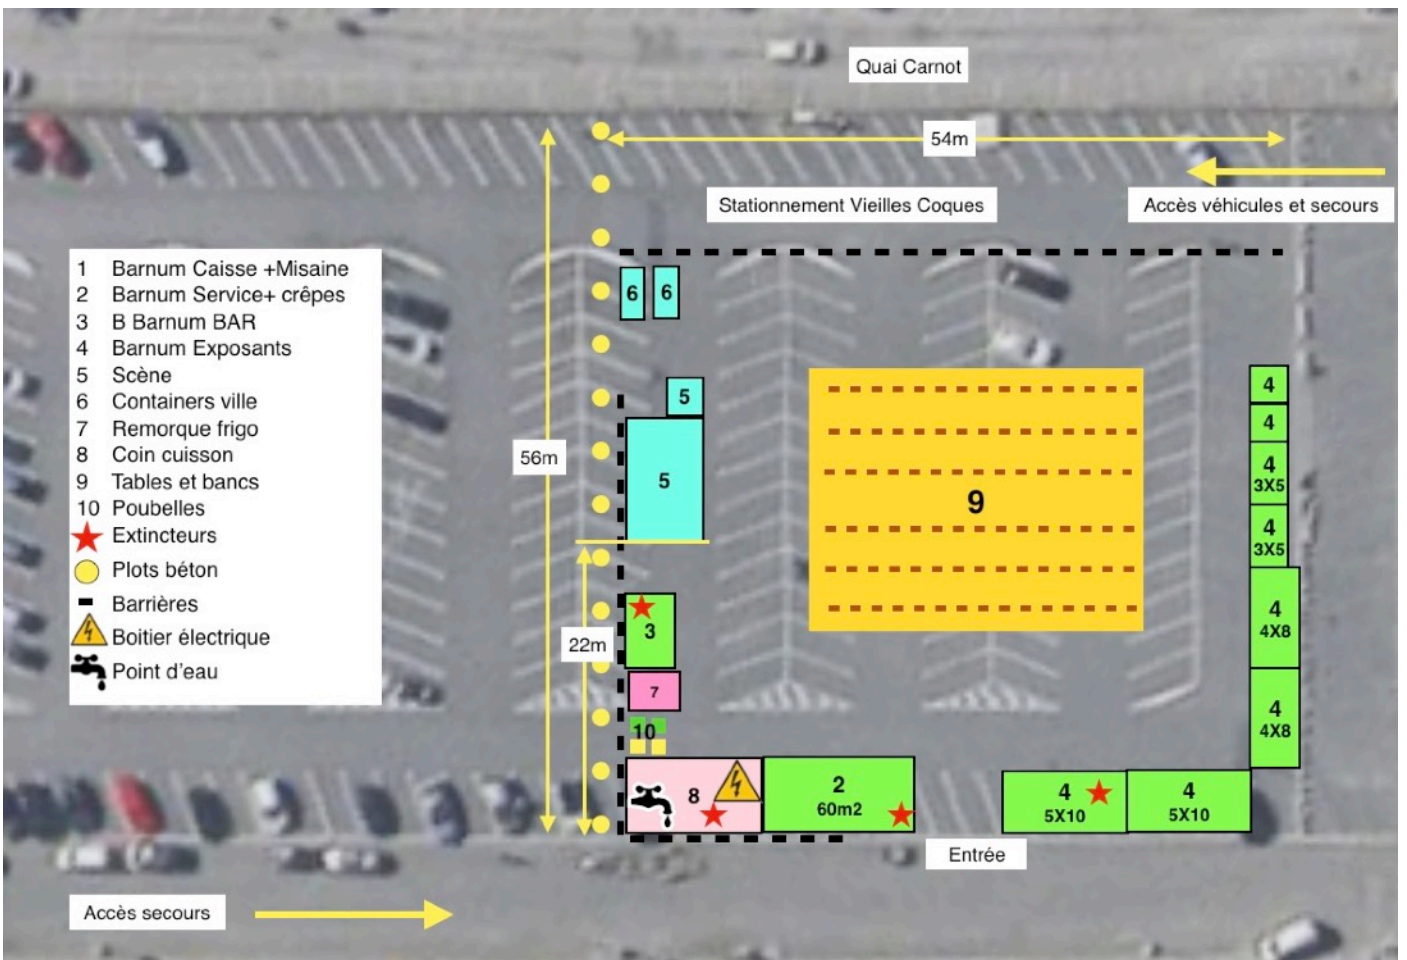 Quai Carnot
54m
Stationnement Vieilles Coques
Accès véhicules et secours
1 Barnum Caisse +Misaine
2 Barnum Service+ crêpes
3 B Barnum BAR
4 Barnum Exposants
5 Scène
6 Containers ville
7 Remorque frigo
8 Coin cuisson
9 Tables et bancs
10 Poubelles
Extincteurs
Plots béton
Barrières
Boitier électrique
Point d'eau
6
6
5
5
56m
22m
3
7
10
8
2
60m2
9
4
4
4
3X5
4
3X5
4
4X8
4
4X8
4
5X10
4
5X10
Entrée
Accès secours